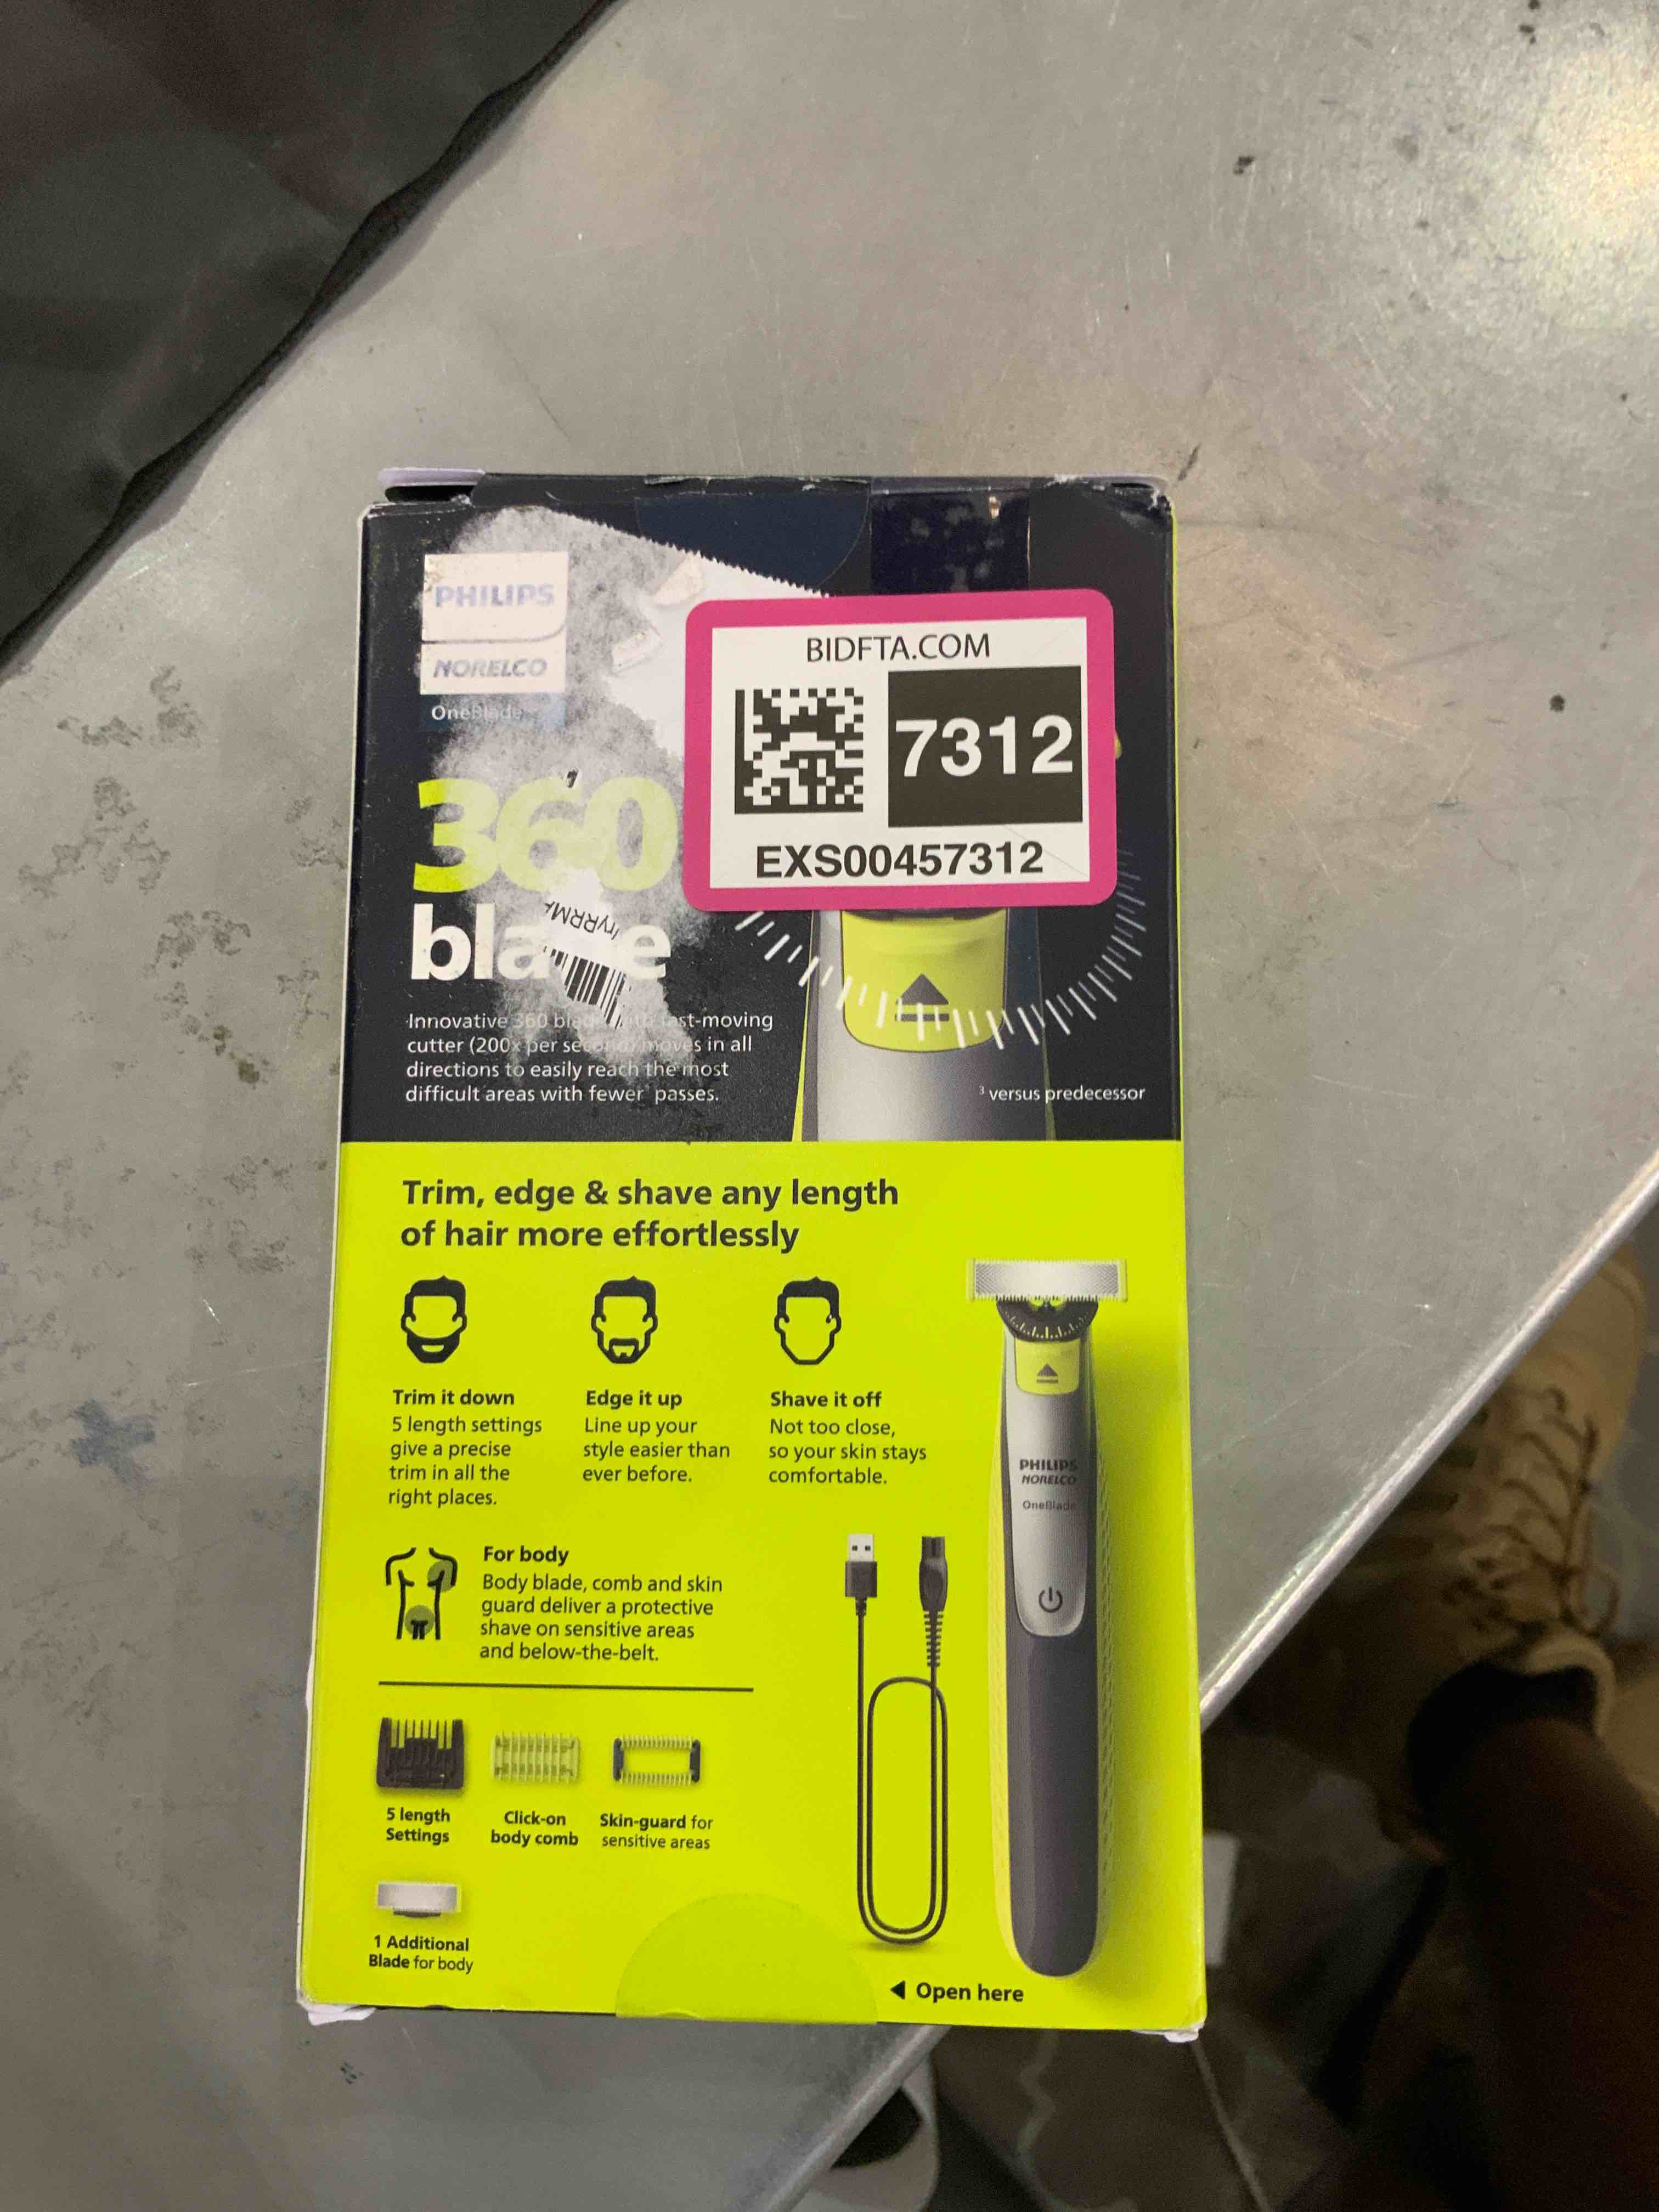 PHILIPS
NORELCO
OneBlade
BIDFTA.COM
7312
EXS00457312
360
blade
Innovative 360 blade with fast-moving
cutter (200x per second) moves in all
directions to easily reach the most
difficult areas with fewer³ passes.
³ versus predecessor
Trim, edge & shave any length
of hair more effortlessly
Trim it down
5 length settings
give a precise
trim in all the
right places.
Edge it up
Line up your
style easier than
ever before.
Shave it off
Not too close,
so your skin stays
comfortable.
PHILIPS
NORELCO
OneBlade
For body
Body blade, comb and skin
guard deliver a protective
shave on sensitive areas
and below-the-belt.
5 length
Settings
Click-on
body comb
Skin-guard for
sensitive areas
1 Additional
Blade for body
Open here